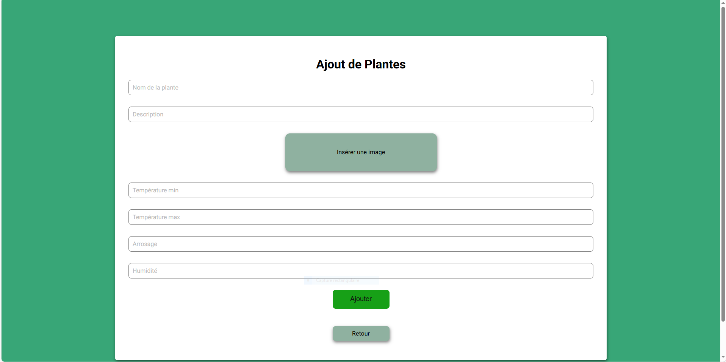 Ajout de Plantes
Nom de la plante
Description
Insérer une image
Température min
Température max
Arrosage
Humidité
Ajouter
Retour